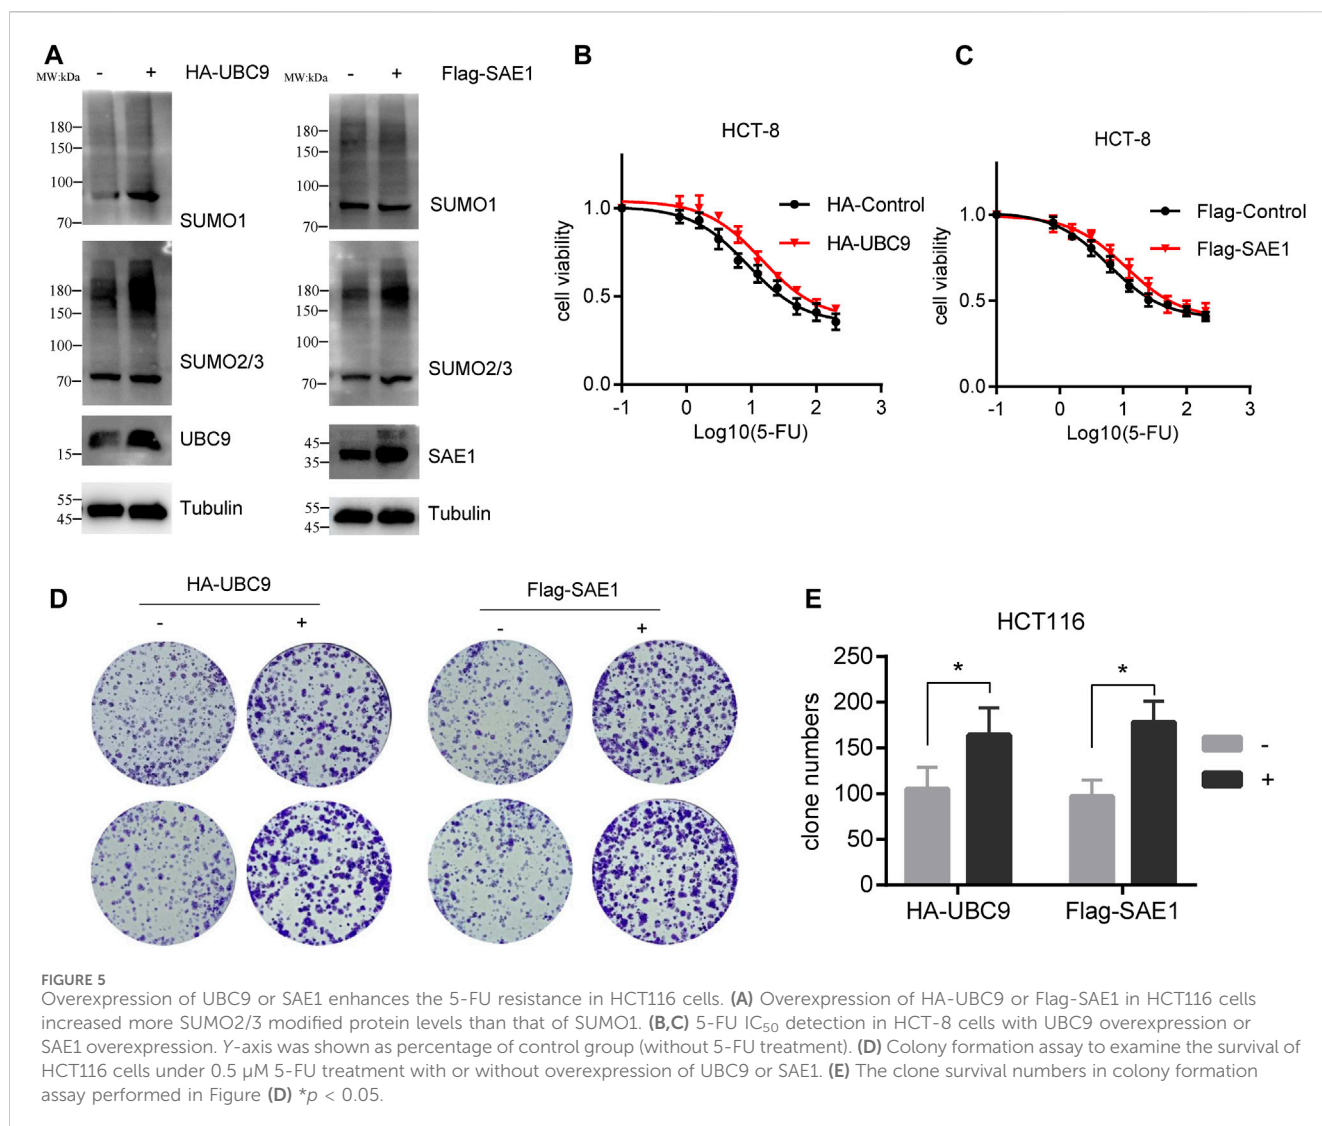 A
MW:kDa - + HA-UBC9
180
150
100
70
SUMO1
180
150
100
70
SUMO2/3
15
UBC9
55
45
Tubulin
MW:kDa - + Flag-SAE1
180
150
100
70
SUMO1
180
150
100
70
SUMO2/3
45
35
SAE1
55
45
Tubulin
B
HCT-8
cell viability
1.0
0.5
0.0
-1 0 1 2 3
Log10(5-FU)
HA-Control
HA-UBC9
C
HCT-8
cell viability
1.0
0.5
0.0
-1 0 1 2 3
Log10(5-FU)
Flag-Control
Flag-SAE1
D
HA-UBC9
- +
Flag-SAE1
- +
E
HCT116
clone numbers
250
200
150
100
50
0
* *
HA-UBC9 Flag-SAE1
-
+
FIGURE 5
Overexpression of UBC9 or SAE1 enhances the 5-FU resistance in HCT116 cells. (A) Overexpression of HA-UBC9 or Flag-SAE1 in HCT116 cells
increased more SUMO2/3 modified protein levels than that of SUMO1. (B,C) 5-FU IC50 detection in HCT-8 cells with UBC9 overexpression or
SAE1 overexpression. Y-axis was shown as percentage of control group (without 5-FU treatment). (D) Colony formation assay to examine the survival of
HCT116 cells under 0.5 µM 5-FU treatment with or without overexpression of UBC9 or SAE1. (E) The clone survival numbers in colony formation
assay performed in Figure (D) *p < 0.05.